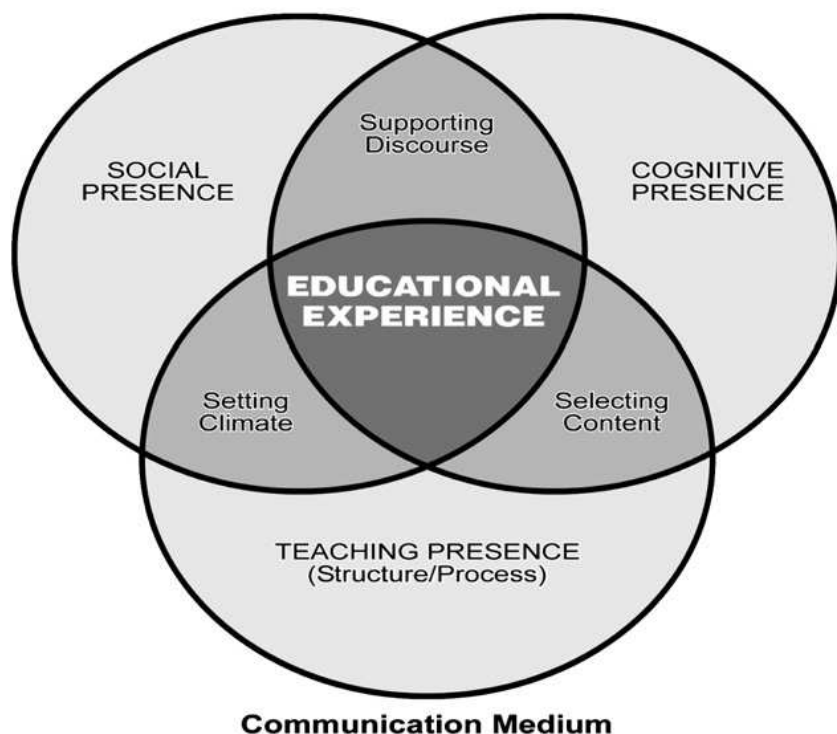 Supporting
Discourse
SOCIAL
PRESENCE
COGNITIVE
PRESENCE
EDUCATIONAL
EXPERIENCE
Setting
Climate
Selecting
Content
TEACHING PRESENCE
(Structure/Process)
Communication Medium